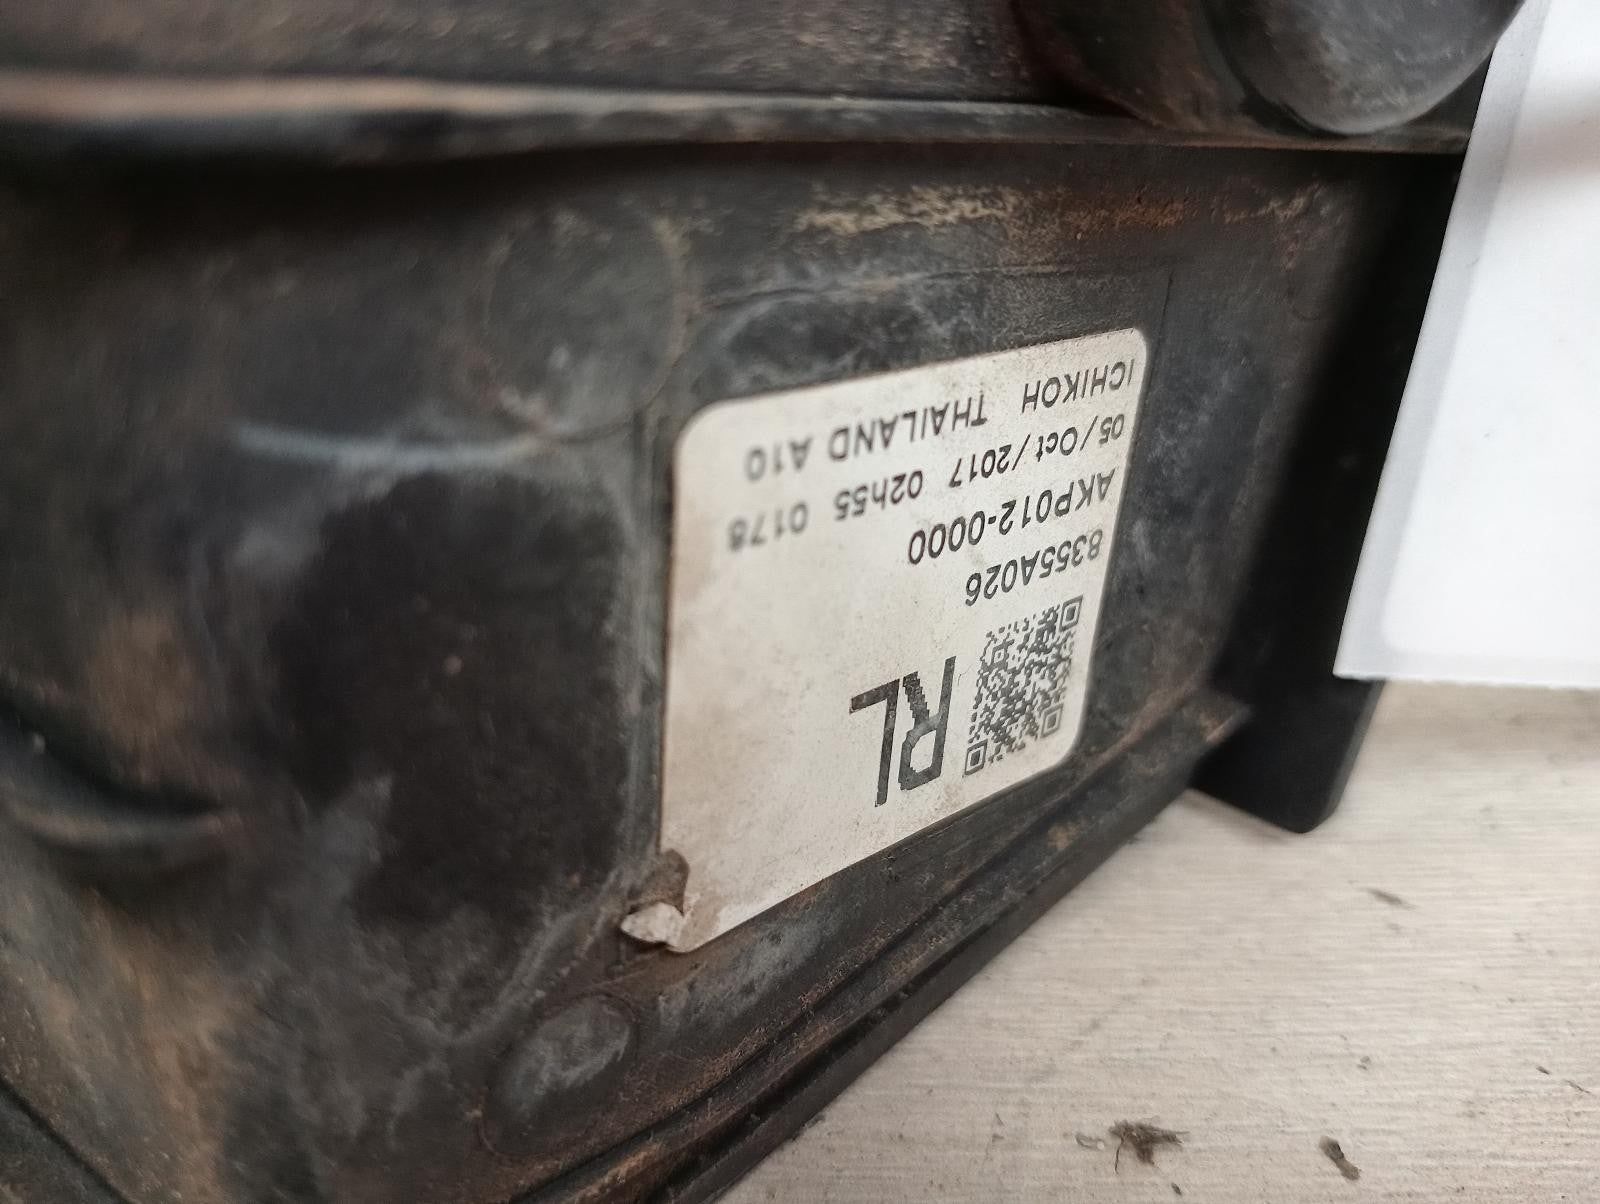 RL
8355A026
AKP012-0000
05/Oct/2017 02h55 0178
ICHIKOH THAILAND A10